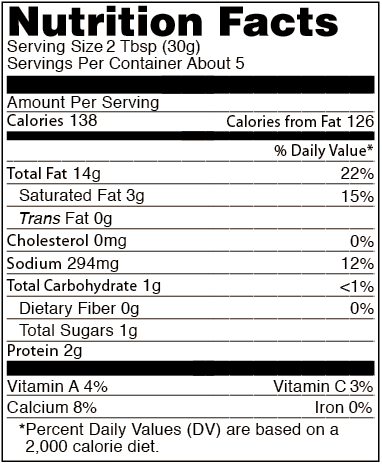 Nutrition Facts
Serving Size 2 Tbsp (30g)
Servings Per Container About 5
Amount Per Serving
Calories 138 Calories from Fat 126
% Daily Value*
Total Fat 14g 22%
Saturated Fat 3g 15%
Trans Fat 0g
Cholesterol 0mg 0%
Sodium 294mg 12%
Total Carbohydrate 1g <1%
Dietary Fiber 0g 0%
Total Sugars 1g
Protein 2g
Vitamin A 4% Vitamin C 3%
Calcium 8% Iron 0%
*Percent Daily Values (DV) are based on a
2,000 calorie diet.